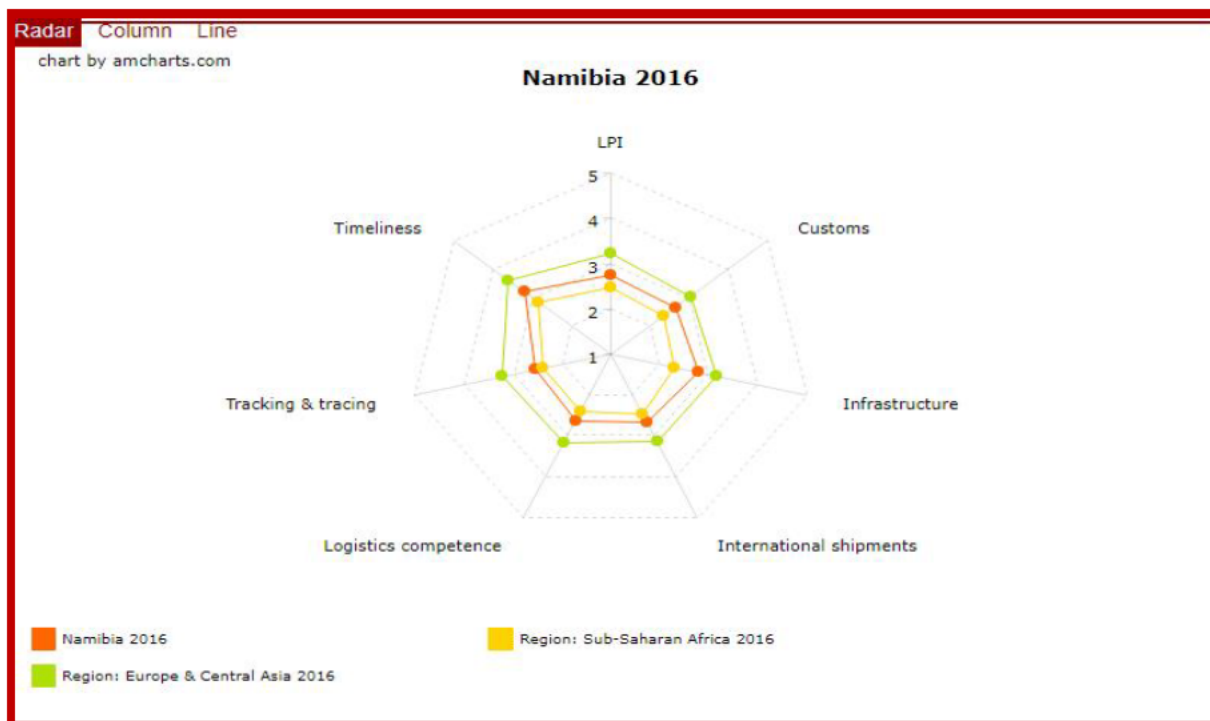 Radar Column Line
chart by amcharts.com
Namibia 2016
LPI
5
4
3
2
1
Timeliness
Customs
Tracking & tracing
Infrastructure
Logistics competence
International shipments
Namibia 2016
Region: Sub-Saharan Africa 2016
Region: Europe & Central Asia 2016